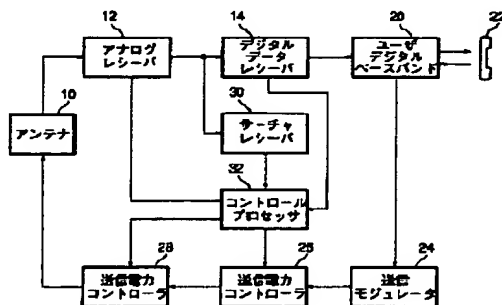 12
14
20
22
アナログ
レシーバ
デジタル
データ
レシーバ
ユーザ
デジタル
ベースバンド
10
アンテナ
30
サーチャ
レシーバ
32
コントロール
プロセッサ
28
送信電力
コントローラ
26
送信電力
コントローラ
24
送信
モジュレータ